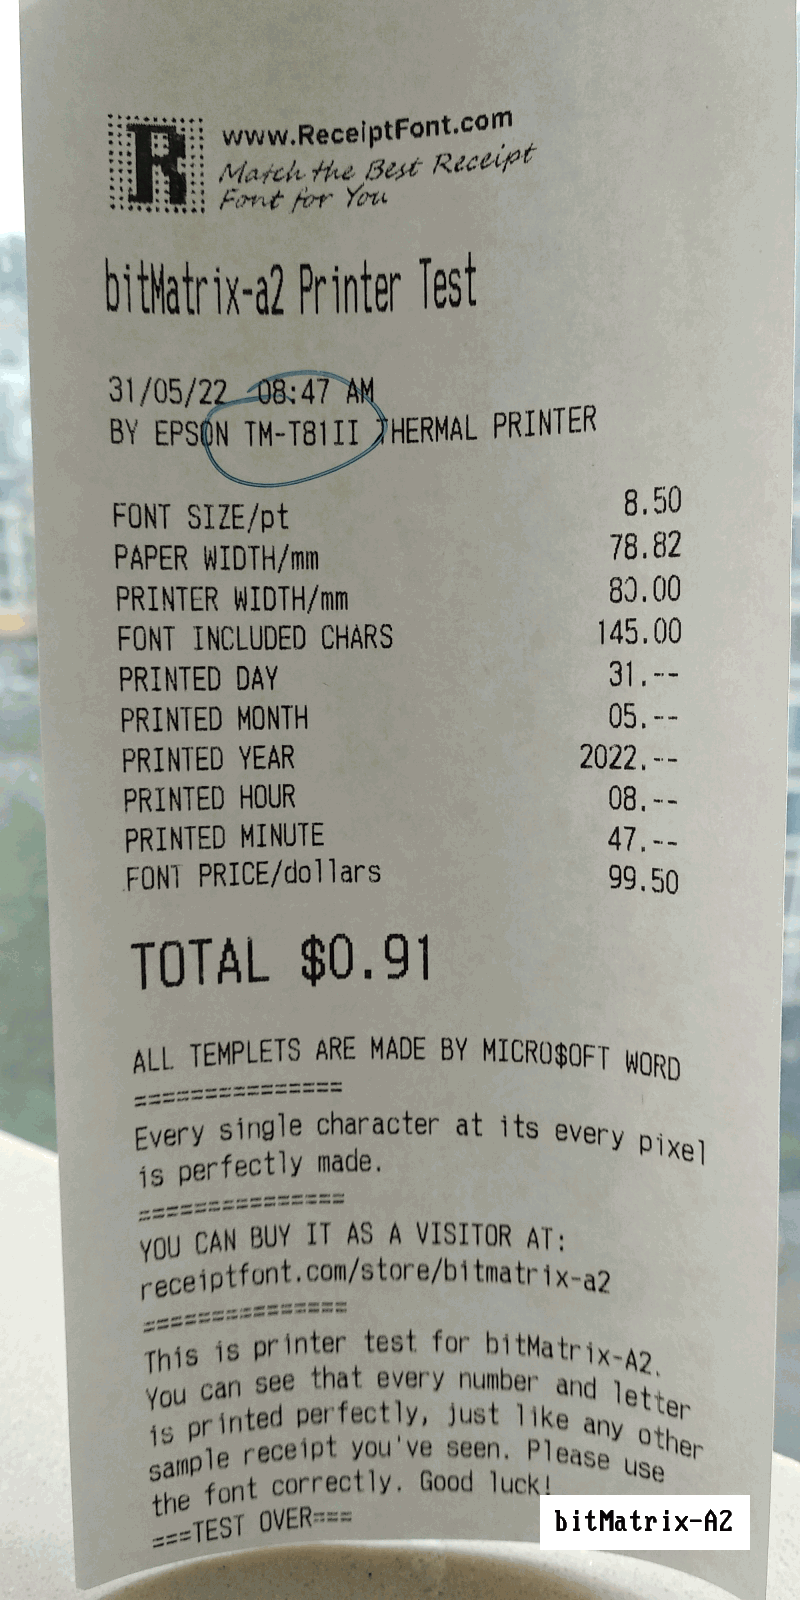 R
www.ReceiptFont.com
Match the Best Receipt
Font for You
bitMatrix-a2 Printer Test
31/05/22 08:47 AM
BY EPSON TM-T81II THERMAL PRINTER
FONT SIZE/pt 8.50
PAPER WIDTH/mm 78.82
PRINTER WIDTH/mm 80.00
FONT INCLUDED CHARS 145.00
PRINTED DAY 31.--
PRINTED MONTH 05.--
PRINTED YEAR 2022.--
PRINTED HOUR 08.--
PRINTED MINUTE 47.--
FONT PRICE/dollars 99.50
TOTAL $0.91
ALL TEMPLETS ARE MADE BY MICRO$OFT WORD
===============
Every single character at its every pixel
is perfectly made.
===============
YOU CAN BUY IT AS A VISITOR AT:
receiptfont.com/store/bitmatrix-a2
===============
This is printer test for bitMatrix-A2.
You can see that every number and letter
is printed perfectly, just like any other
sample receipt you've seen. Please use
the font correctly. Good luck!
===TEST OVER===
bitMatrix-A2